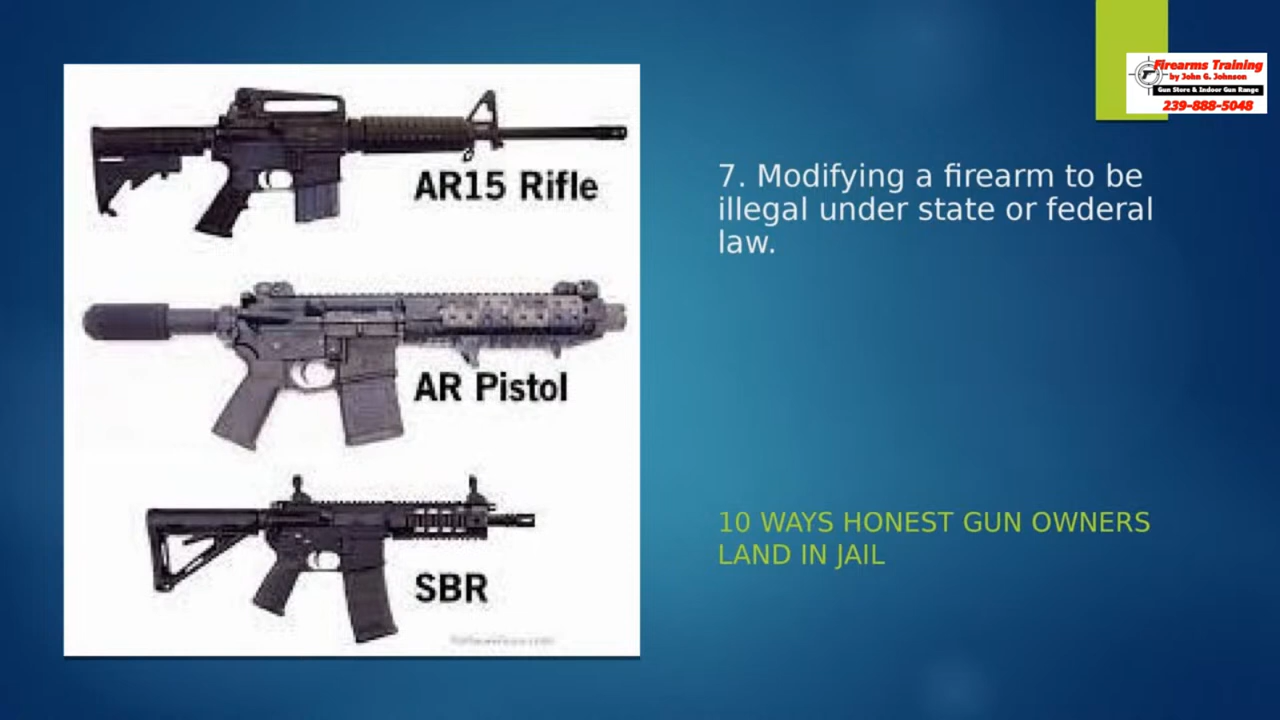 Firearms Training
by John G. Johnson
Gun Store & Indoor Gun Range
239-888-5048
AR15 Rifle
AR Pistol
SBR
7. Modifying a firearm to be
illegal under state or federal
law.
10 WAYS HONEST GUN OWNERS
LAND IN JAIL